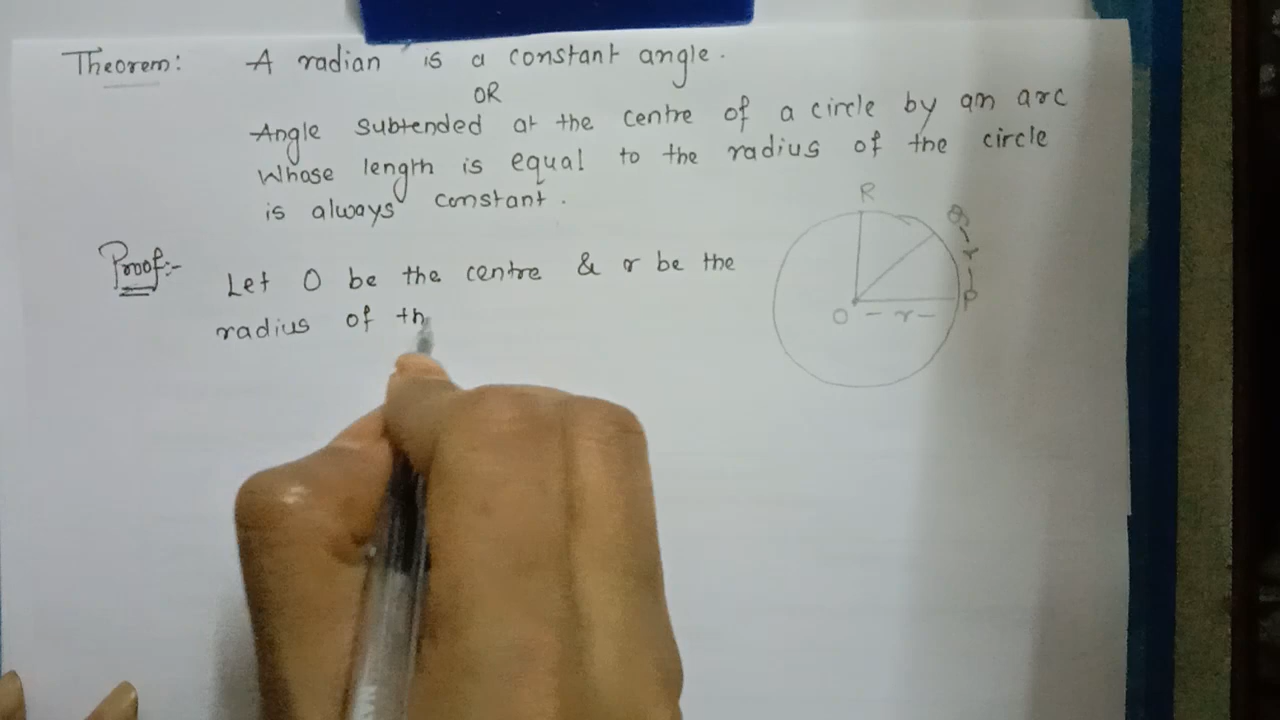 Theorem: A radian is a constant angle.
OR
Angle subtended at the centre of a circle by an arc
Whose length is equal to the radius of the circle
is always constant.
Proof:- Let O be the centre & r be the
radius of th
R
Q - r - P
O - r -